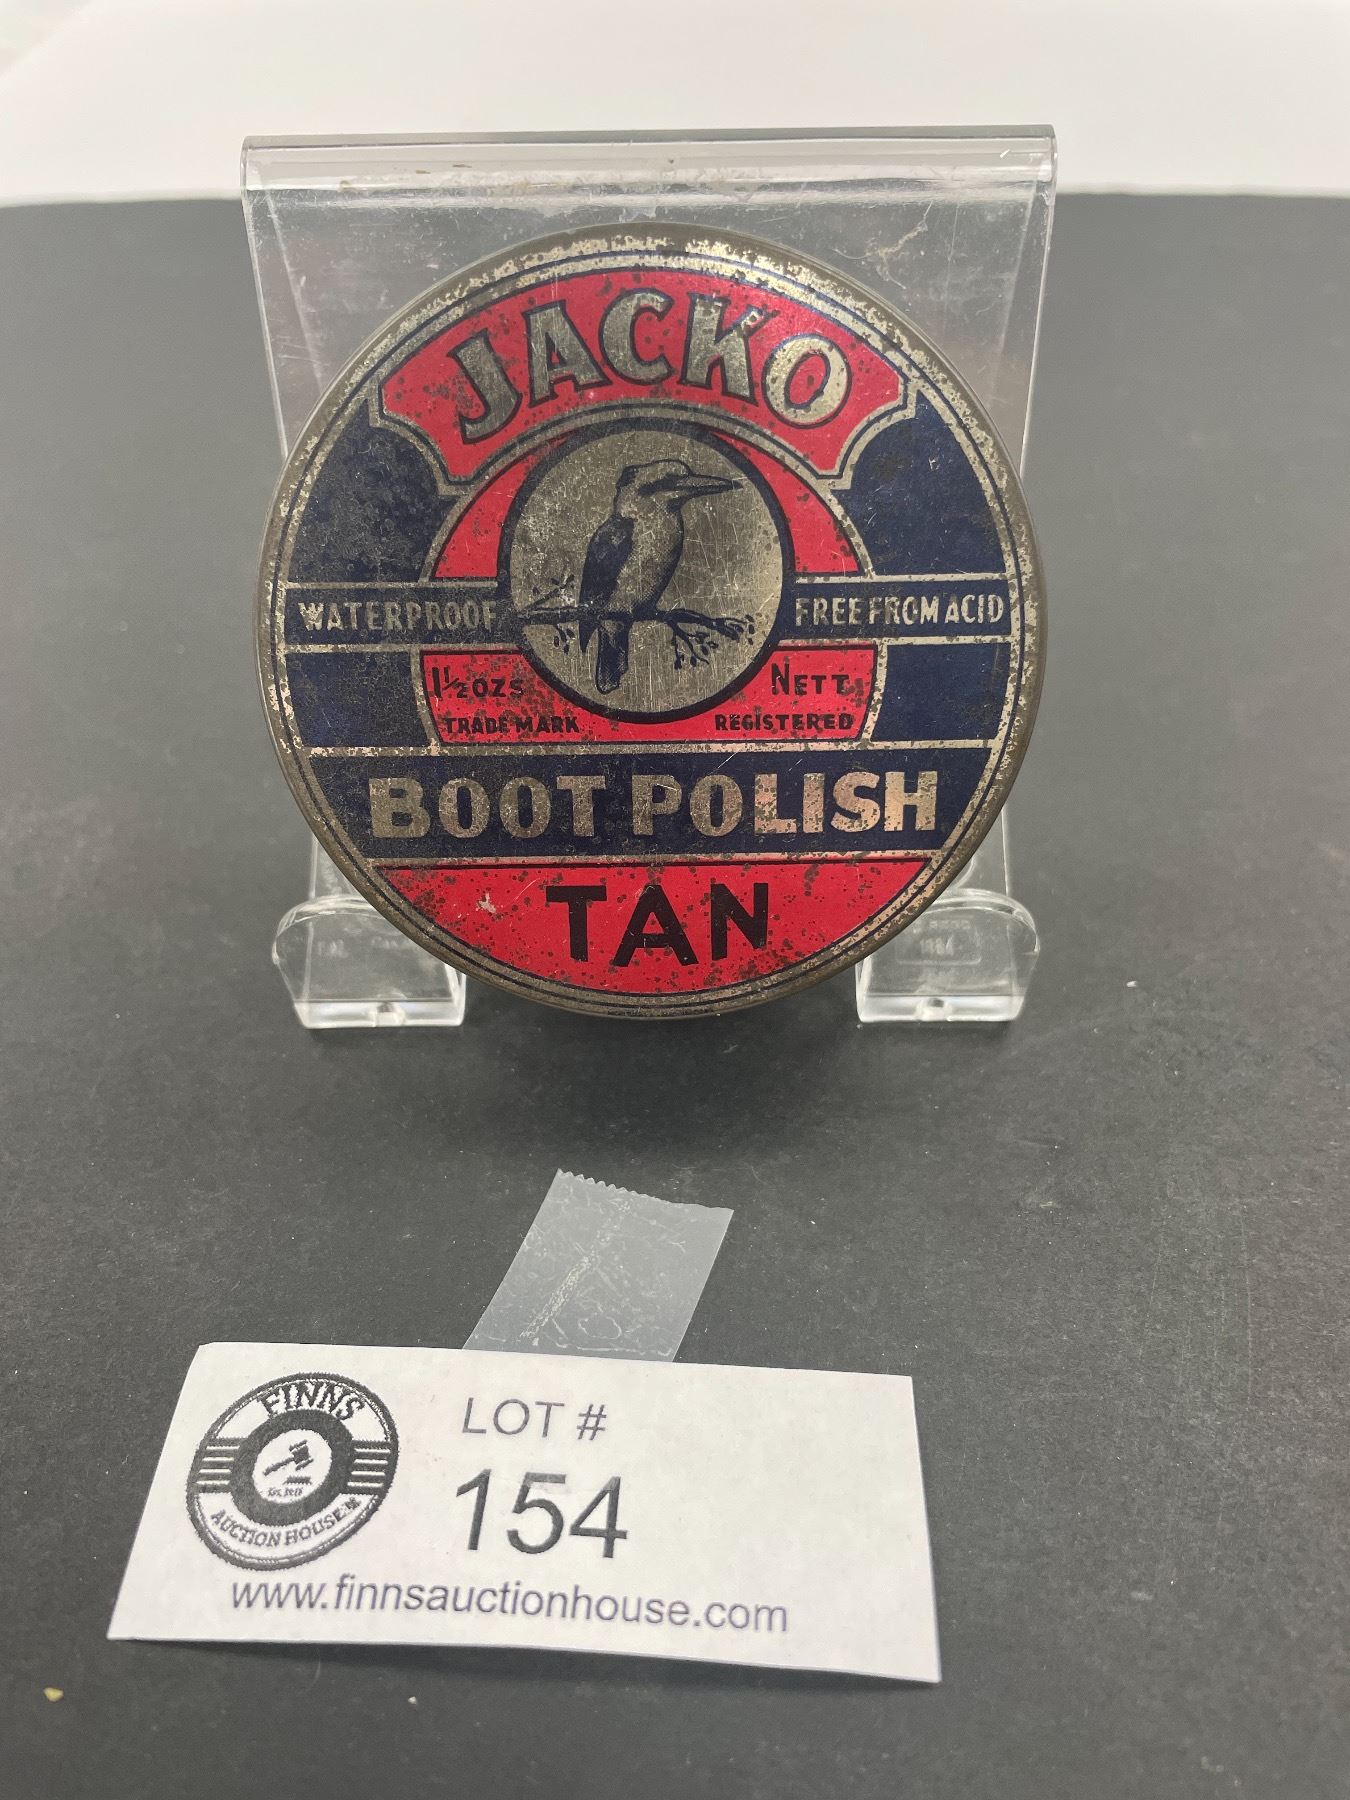 JACKO
WATERPROOF FREE FROM ACID
1½ OZS NETT
TRADE MARK REGISTERED
BOOT POLISH
TAN
FINNS
AUCTION HOUSE
LOT #
154
www.finnsauctionhouse.com